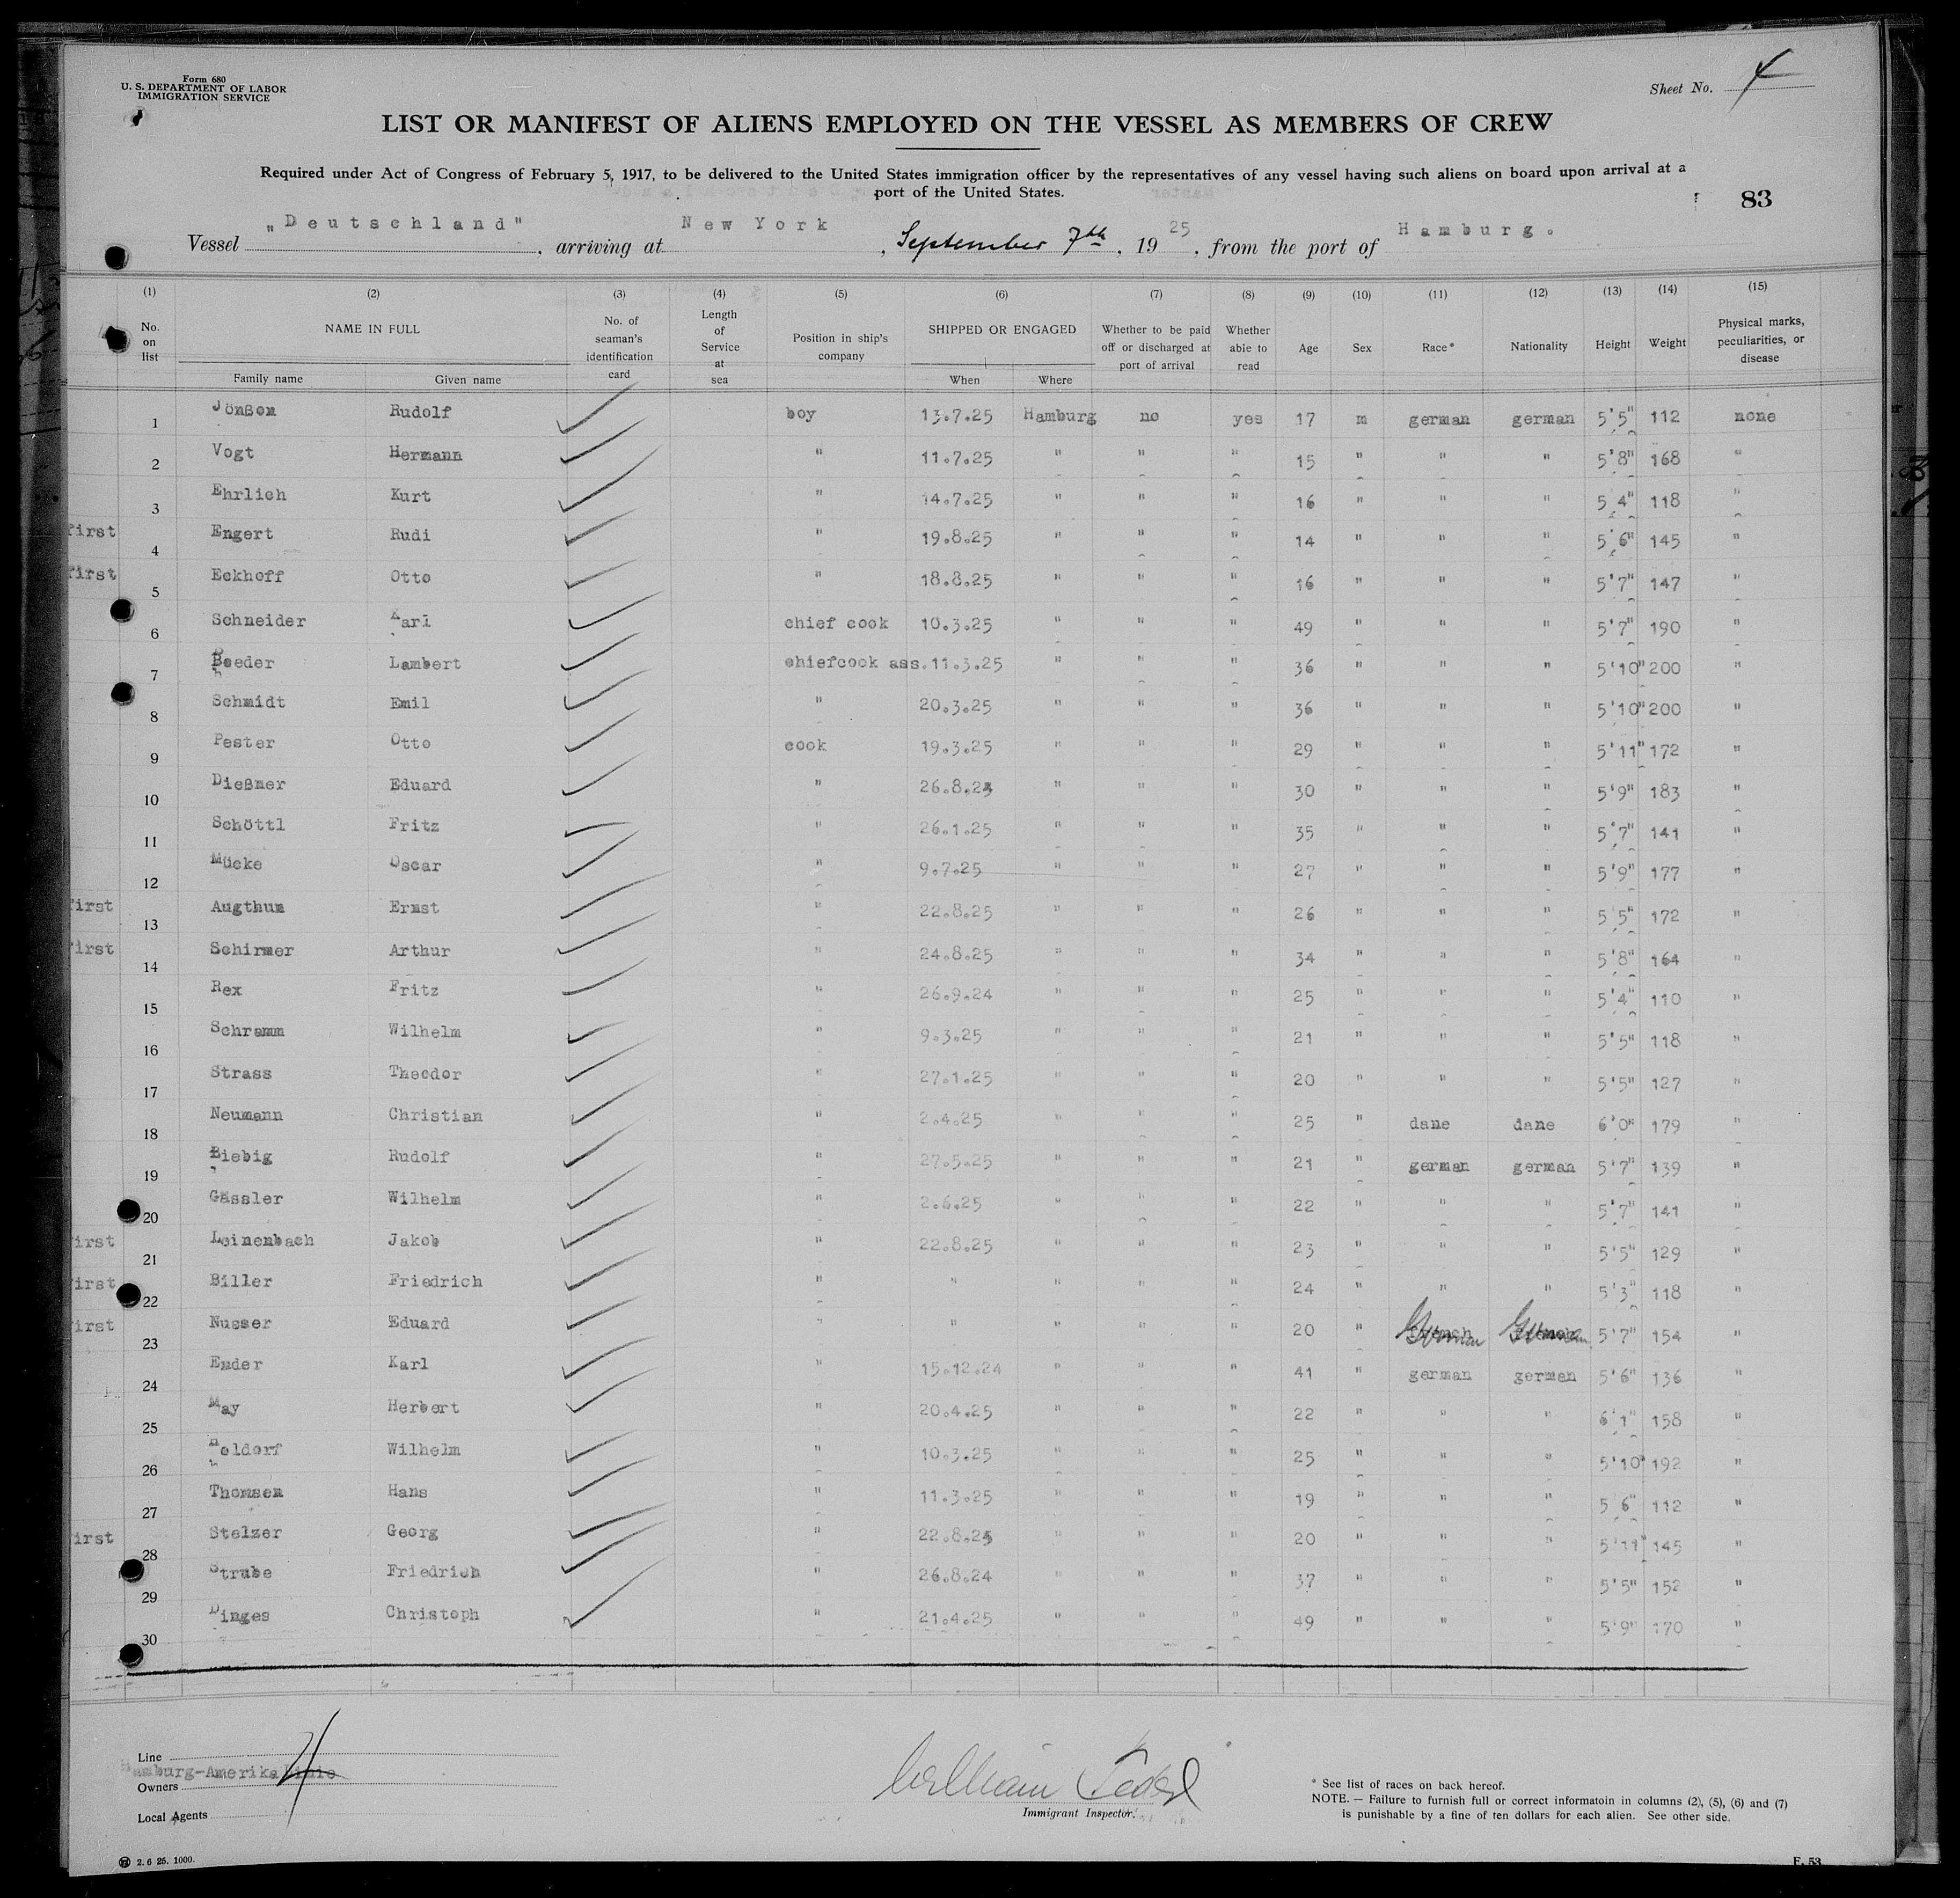 Form 680
U. S. DEPARTMENT OF LABOR
IMMIGRATION SERVICE
Sheet No. 4
LIST OR MANIFEST OF ALIENS EMPLOYED ON THE VESSEL AS MEMBERS OF CREW
Required under Act of Congress of February 5, 1917, to be delivered to the United States immigration officer by the representatives of any vessel having such aliens on board upon arrival at a
port of the United States.
83
Vessel „Deutschland", arriving at New York, September 7th, 1925, from the port of Hamburg.
(1) (2) (3) (4) (5) (6) (7) (8) (9) (10) (11) (12) (13) (14) (15)
No. on list NAME IN FULL Family name Given name No. of seaman's identification card Length of Service at sea Position in ship's company SHIPPED OR ENGAGED When Where Whether to be paid off or discharged at port of arrival Whether able to read Age Sex Race* Nationality Height Weight Physical marks, peculiarities, or disease
1 Jönßon Rudolf boy 13.7.25 Hamburg no yes 17 m german german 5'5" 112 none
2 Vogt Hermann " 11.7.25 " " " 15 " " " 5'8" 168 "
3 Ehrlich Kurt " 14.7.25 " " " 16 " " " 5'4" 118 "
first 4 Engert Rudi " 19.8.25 " " " 14 " " " 5'6" 145 "
first 5 Eckhoff Otto " 18.8.25 " " " 16 " " " 5'7" 147 "
6 Schneider Karl chief cook 10.3.25 " " " 49 " " " 5'7" 190 "
7 Lambert chiefcook ass. 11.3.25 " " " 36 " " " 5'10" 200 "
8 Schmidt Emil " 20.3.25 " " " 36 " " " 5'10" 200 "
9 Pester Otto cook 19.3.25 " " " 29 " " " 5'11" 172 "
10 Dießner Eduard " 26.8.24 " " " 30 " " " 5'9" 183 "
11 Schöttl Fritz " 26.1.25 " " " 35 " " " 5'7" 141 "
12 Mücke Oscar " 9.7.25 " " " 27 " " " 5'9" 177 "
first 13 Augthun Ernst " 22.8.25 " " " 26 " " " 5'5" 172 "
first 14 Schirmer Arthur " 24.8.25 " " " 34 " " " 5'8" 164 "
15 Rex Fritz " 26.9.24 " " " 25 " " " 5'4" 110 "
16 Schramm Wilhelm " 9.3.25 " " " 21 " " " 5'5" 118 "
17 Strass Theodor " 27.1.25 " " " 20 " " " 5'5" 127 "
18 Neumann Christian " 2.4.25 " " " 25 " dane dane 6'0" 179 "
19 Rudolf " 27.5.25 " " " 21 " german german 5'7" 139 "
20 Gässler Wilhelm " 2.6.25 " " " 22 " " " 5'7" 141 "
first 21 Leinenbach Jakob " 22.8.25 " " " 23 " " " 5'5" 129 "
first 22 Biller Friedrich " " " " " 24 " " " 5'3" 118 "
first 23 Nusser Eduard " " " " " 20 " German German 5'7" 154 "
24 Ender Karl " 15.12.24 " " " 41 " german german 5'6" 136 "
25 May Herbert " 20.4.25 " " " 22 " " " 6'1" 158 "
26 Heldorf Wilhelm " 10.3.25 " " " 25 " " " 5'10" 192 "
27 Thomsen Hans " 11.3.25 " " " 19 " " " 5'6" 112 "
first 28 Stelzer Georg " 22.8.25 " " " 20 " " " 5'11" 145 "
29 Strube Friedrich " 26.8.24 " " " 37 " " " 5'5" 152 "
30 Dinges Christoph " 21.4.25 " " " 49 " " " 5'9" 170 "
Line
Hamburg-Amerika Linie
Owners
4
Local Agents
William
Immigrant Inspector.
* See list of races on back hereof.
NOTE. — Failure to furnish full or correct informatoin in columns (2), (5), (6) and (7)
is punishable by a fine of ten dollars for each alien. See other side.
2. 6 25. 1000.
F. 53